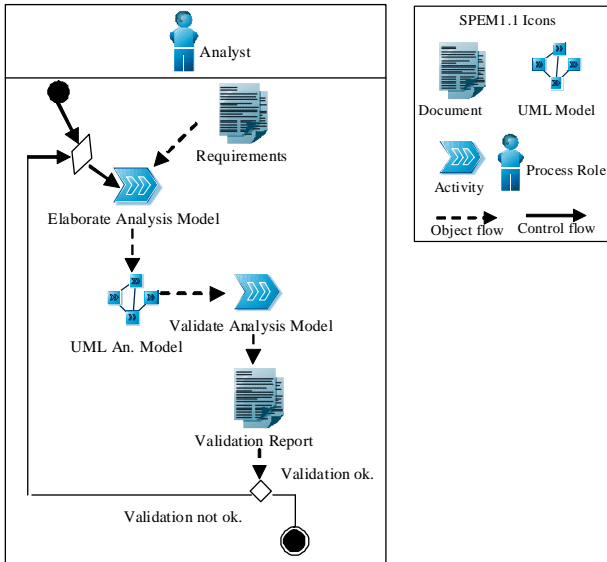 Analyst
Requirements
Elaborate Analysis Model
UML An. Model
Validate Analysis Model
Validation Report
Validation ok.
Validation not ok.
SPEM1.1 Icons
Document
UML Model
Activity
Process Role
Object flow
Control flow